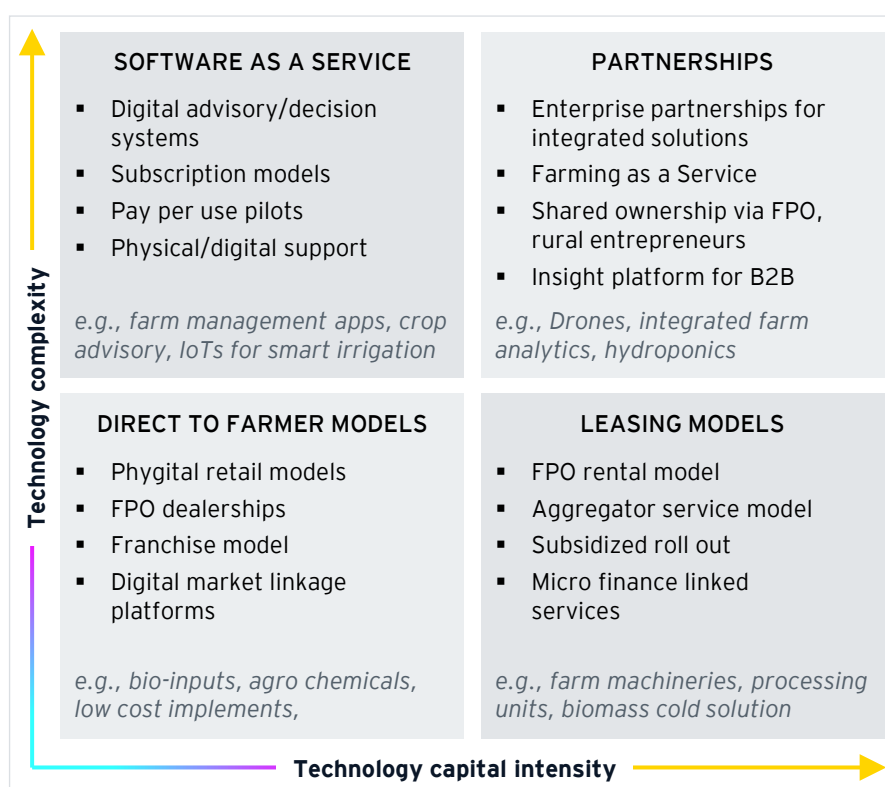 SOFTWARE AS A SERVICE
▪ Digital advisory/decision
systems
▪ Subscription models
▪ Pay per use pilots
▪ Physical/digital support
e.g., farm management apps, crop
advisory, IoTs for smart irrigation
PARTNERSHIPS
▪ Enterprise partnerships for
integrated solutions
▪ Farming as a Service
▪ Shared ownership via FPO,
rural entrepreneurs
▪ Insight platform for B2B
e.g., Drones, integrated farm
analytics, hydroponics
Technology complexity
DIRECT TO FARMER MODELS
▪ Phygital retail models
▪ FPO dealerships
▪ Franchise model
▪ Digital market linkage
platforms
e.g., bio-inputs, agro chemicals,
low cost implements,
LEASING MODELS
▪ FPO rental model
▪ Aggregator service model
▪ Subsidized roll out
▪ Micro finance linked
services
e.g., farm machineries, processing
units, biomass cold solution
Technology capital intensity